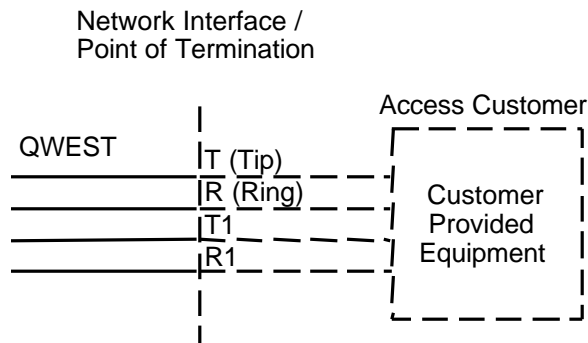 Network Interface /
Point of Termination
Access Customer
QWEST
T (Tip)
R (Ring)
T1
R1
Customer
Provided
Equipment